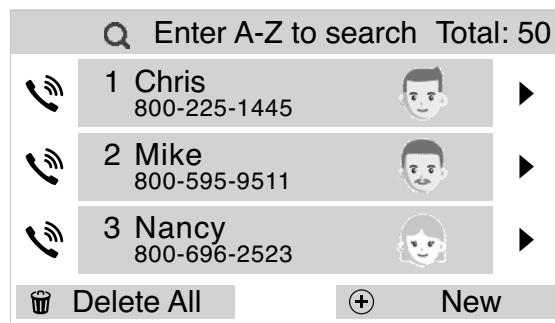 Enter A-Z to search Total: 50
1 Chris
800-225-1445
2 Mike
800-595-9511
3 Nancy
800-696-2523
Delete All New